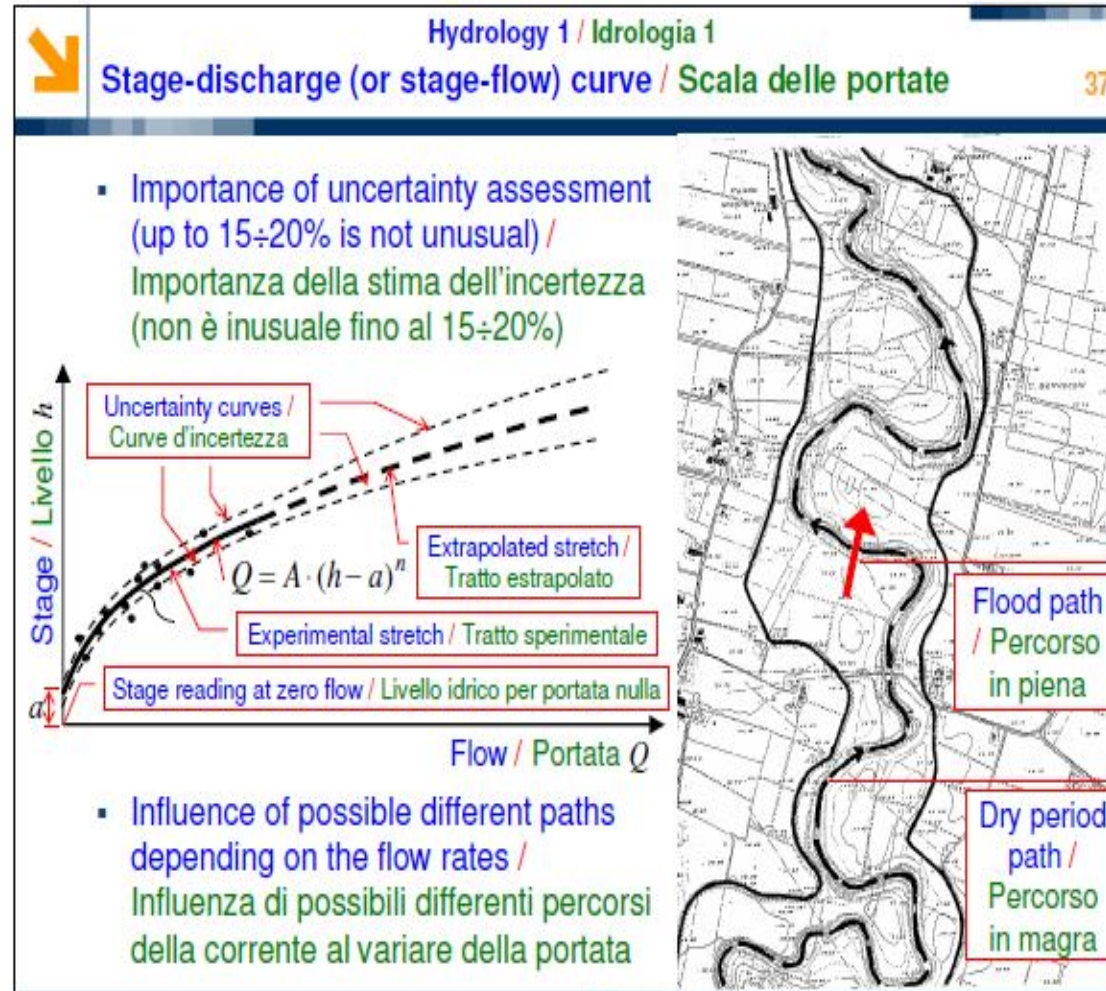 Hydrology 1 / Idrologia 1
Stage-discharge (or stage-flow) curve / Scala delle portate
37
▪ Importance of uncertainty assessment
(up to 15÷20% is not unusual) /
Importanza della stima dell'incertezza
(non è inusuale fino al 15÷20%)
Stage / Livello h
Uncertainty curves /
Curve d'incertezza
Q = A · (h – a)ⁿ
Extrapolated stretch /
Tratto estrapolato
Experimental stretch / Tratto sperimentale
Stage reading at zero flow / Livello idrico per portata nulla
a
Flow / Portata Q
▪ Influence of possible different paths
depending on the flow rates /
Influenza di possibili differenti percorsi
della corrente al variare della portata
Flood path
/ Percorso
in piena
Dry period
path /
Percorso
in magra